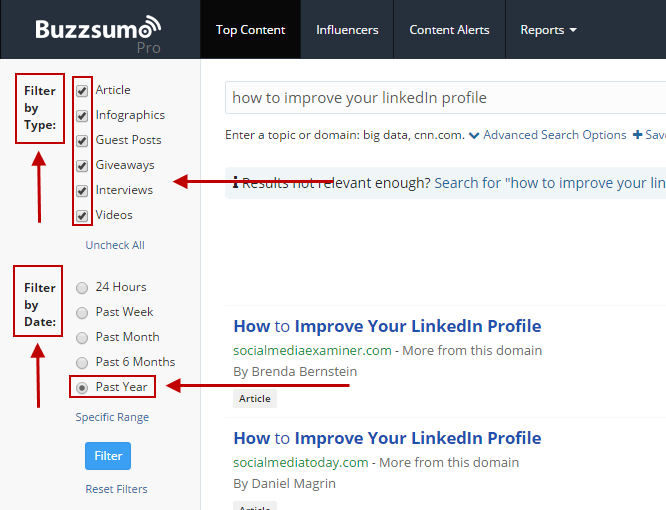 Buzzsumo
Pro
Top Content
Influencers
Content Alerts
Reports
Filter
by
Type:
Article
Infographics
Guest Posts
Giveaways
Interviews
Videos
Uncheck All
Filter
by
Date:
24 Hours
Past Week
Past Month
Past 6 Months
Past Year
Specific Range
Filter
Reset Filters
how to improve your linkedIn profile
Enter a topic or domain: big data, cnn.com. Advanced Search Options + Sav
i Results not relevant enough? Search for "how to improve your lin
How to Improve Your LinkedIn Profile
socialmediaexaminer.com - More from this domain
By Brenda Bernstein
Article
How to Improve Your LinkedIn Profile
socialmediatoday.com - More from this domain
By Daniel Magrin
Article